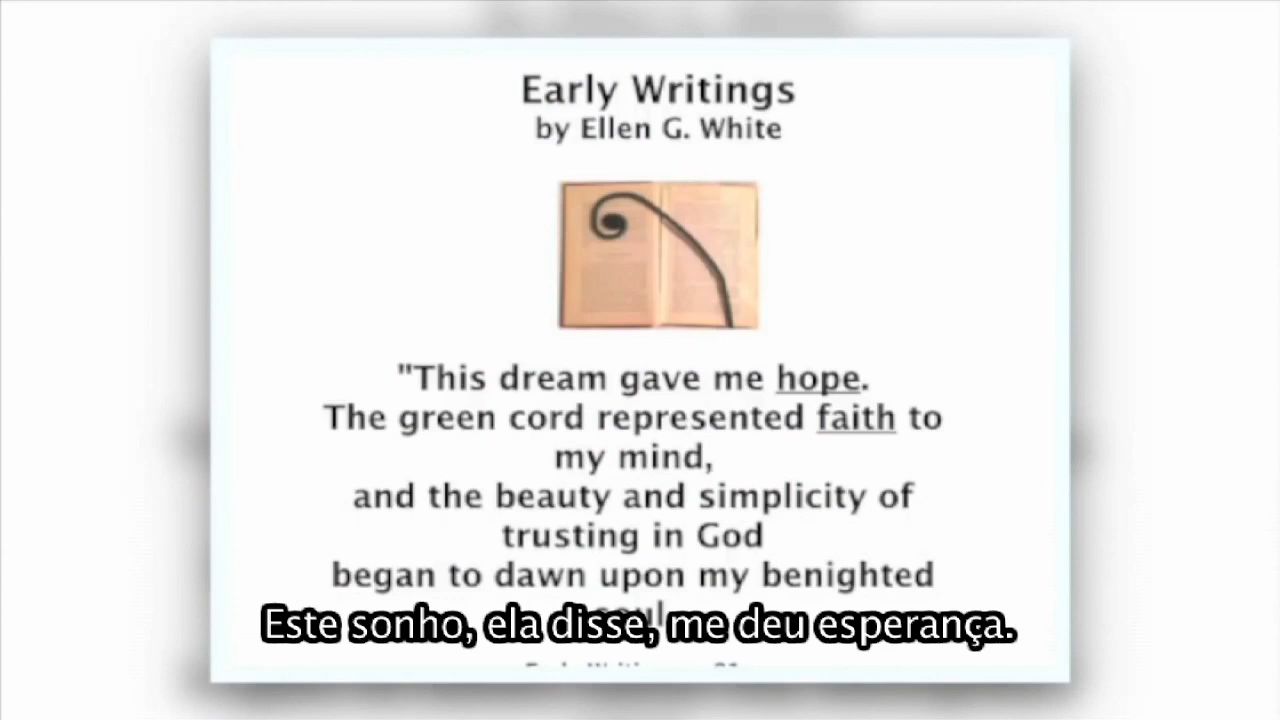 Early Writings
by Ellen G. White
"This dream gave me hope.
The green cord represented faith to
my mind,
and the beauty and simplicity of
trusting in God
began to dawn upon my benighted
Este sonho, ela disse, me deu esperança.